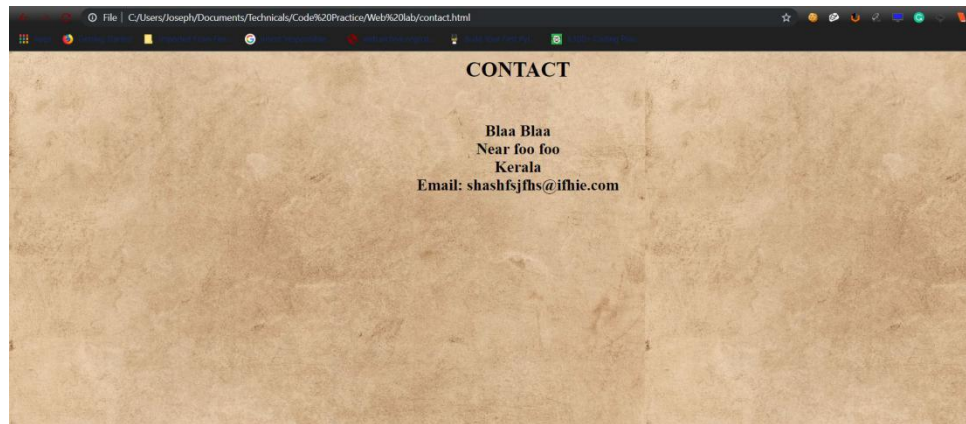 File | C:/Users/Joseph/Documents/Technicals/Code%20Practice/Web%20lab/contact.html
CONTACT
Blaa Blaa
Near foo foo
Kerala
Email: shashfsjfhs@ifhie.com